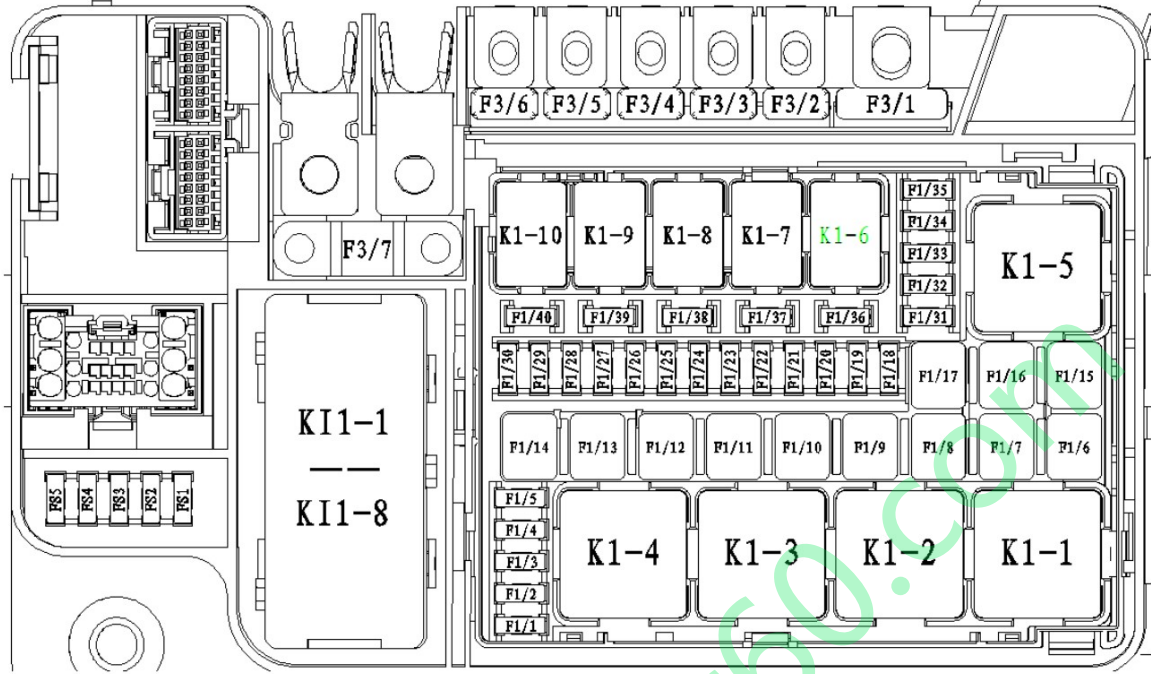 F3/6 F3/5 F3/4 F3/3 F3/2 F3/1
F3/7
K1-10 K1-9 K1-8 K1-7 K1-6
F1/35
F1/34
F1/33
F1/32
F1/31
K1-5
F1/40 F1/39 F1/38 F1/37 F1/36
F1/30 F1/29 F1/28 F1/27 F1/26 F1/25 F1/24 F1/23 F1/22 F1/21 F1/20 F1/19 F1/18
F1/17 F1/16 F1/15
F1/14 F1/13 F1/12 F1/11 F1/10 F1/9 F1/8 F1/7 F1/6
KI1-1
——
KI1-8
FS5 FS4 FS3 FS2 FS1
F1/5
F1/4
F1/3
F1/2
F1/1
K1-4 K1-3 K1-2 K1-1
60.com